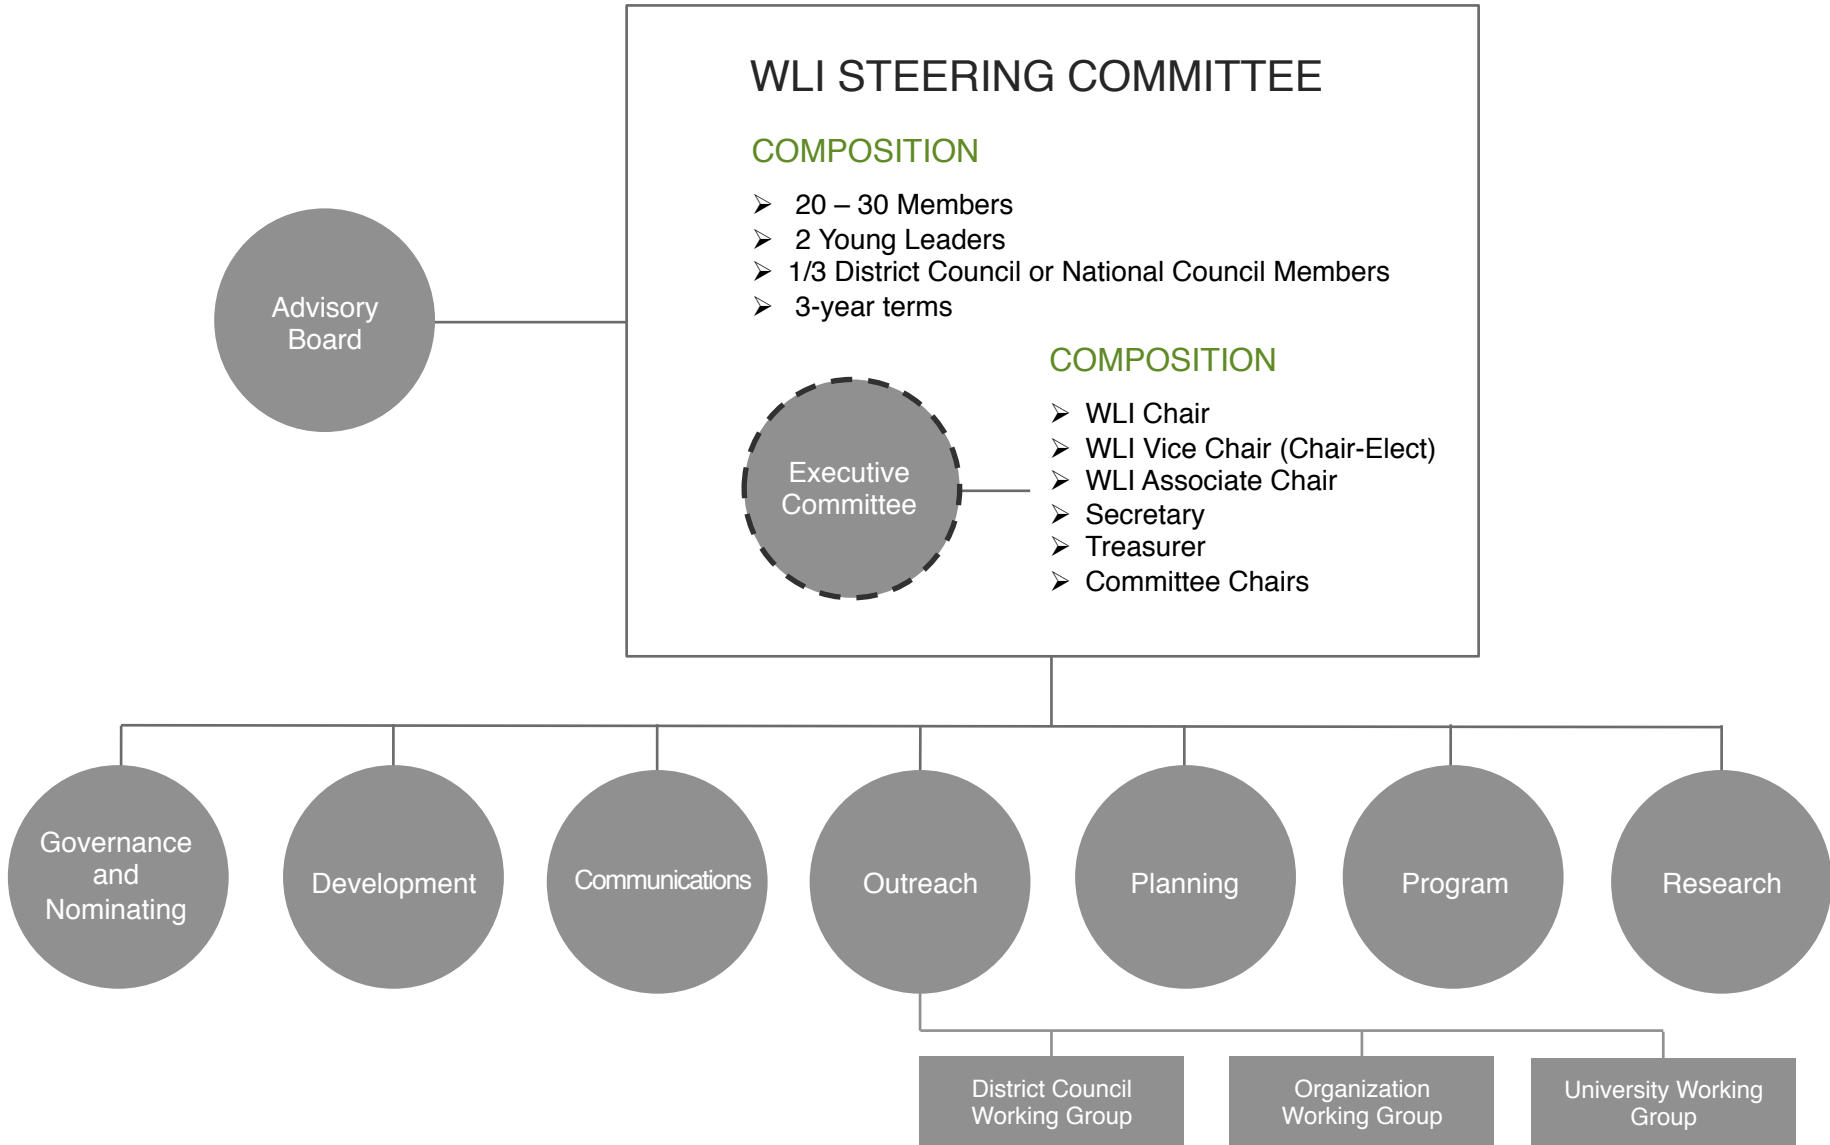 WLI STEERING COMMITTEE
COMPOSITION
➢ 20 – 30 Members
➢ 2 Young Leaders
➢ 1/3 District Council or National Council Members
➢ 3-year terms
Advisory
Board
COMPOSITION
➢ WLI Chair
➢ WLI Vice Chair (Chair-Elect)
➢ WLI Associate Chair
➢ Secretary
➢ Treasurer
➢ Committee Chairs
Executive
Committee
Governance
and
Nominating
Development
Communications
Outreach
Planning
Program
Research
District Council
Working Group
Organization
Working Group
University Working
Group